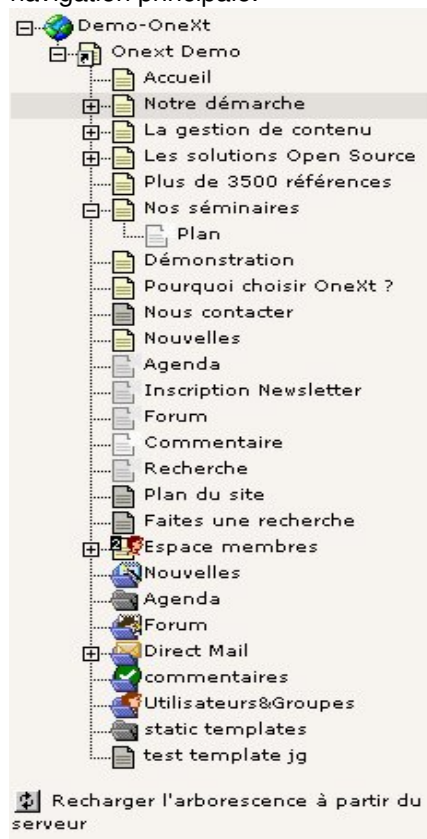 navigation principale.
Demo-OneXt
Onext Demo
Accueil
Notre démarche
La gestion de contenu
Les solutions Open Source
Plus de 3500 références
Nos séminaires
Plan
Démonstration
Pourquoi choisir OneXt ?
Nous contacter
Nouvelles
Agenda
Inscription Newsletter
Forum
Commentaire
Recherche
Plan du site
Faites une recherche
2
Espace membres
Nouvelles
Agenda
Forum
Direct Mail
commentaires
Utilisateurs&Groupes
static templates
test template jg
Recharger l'arborescence à partir du
serveur